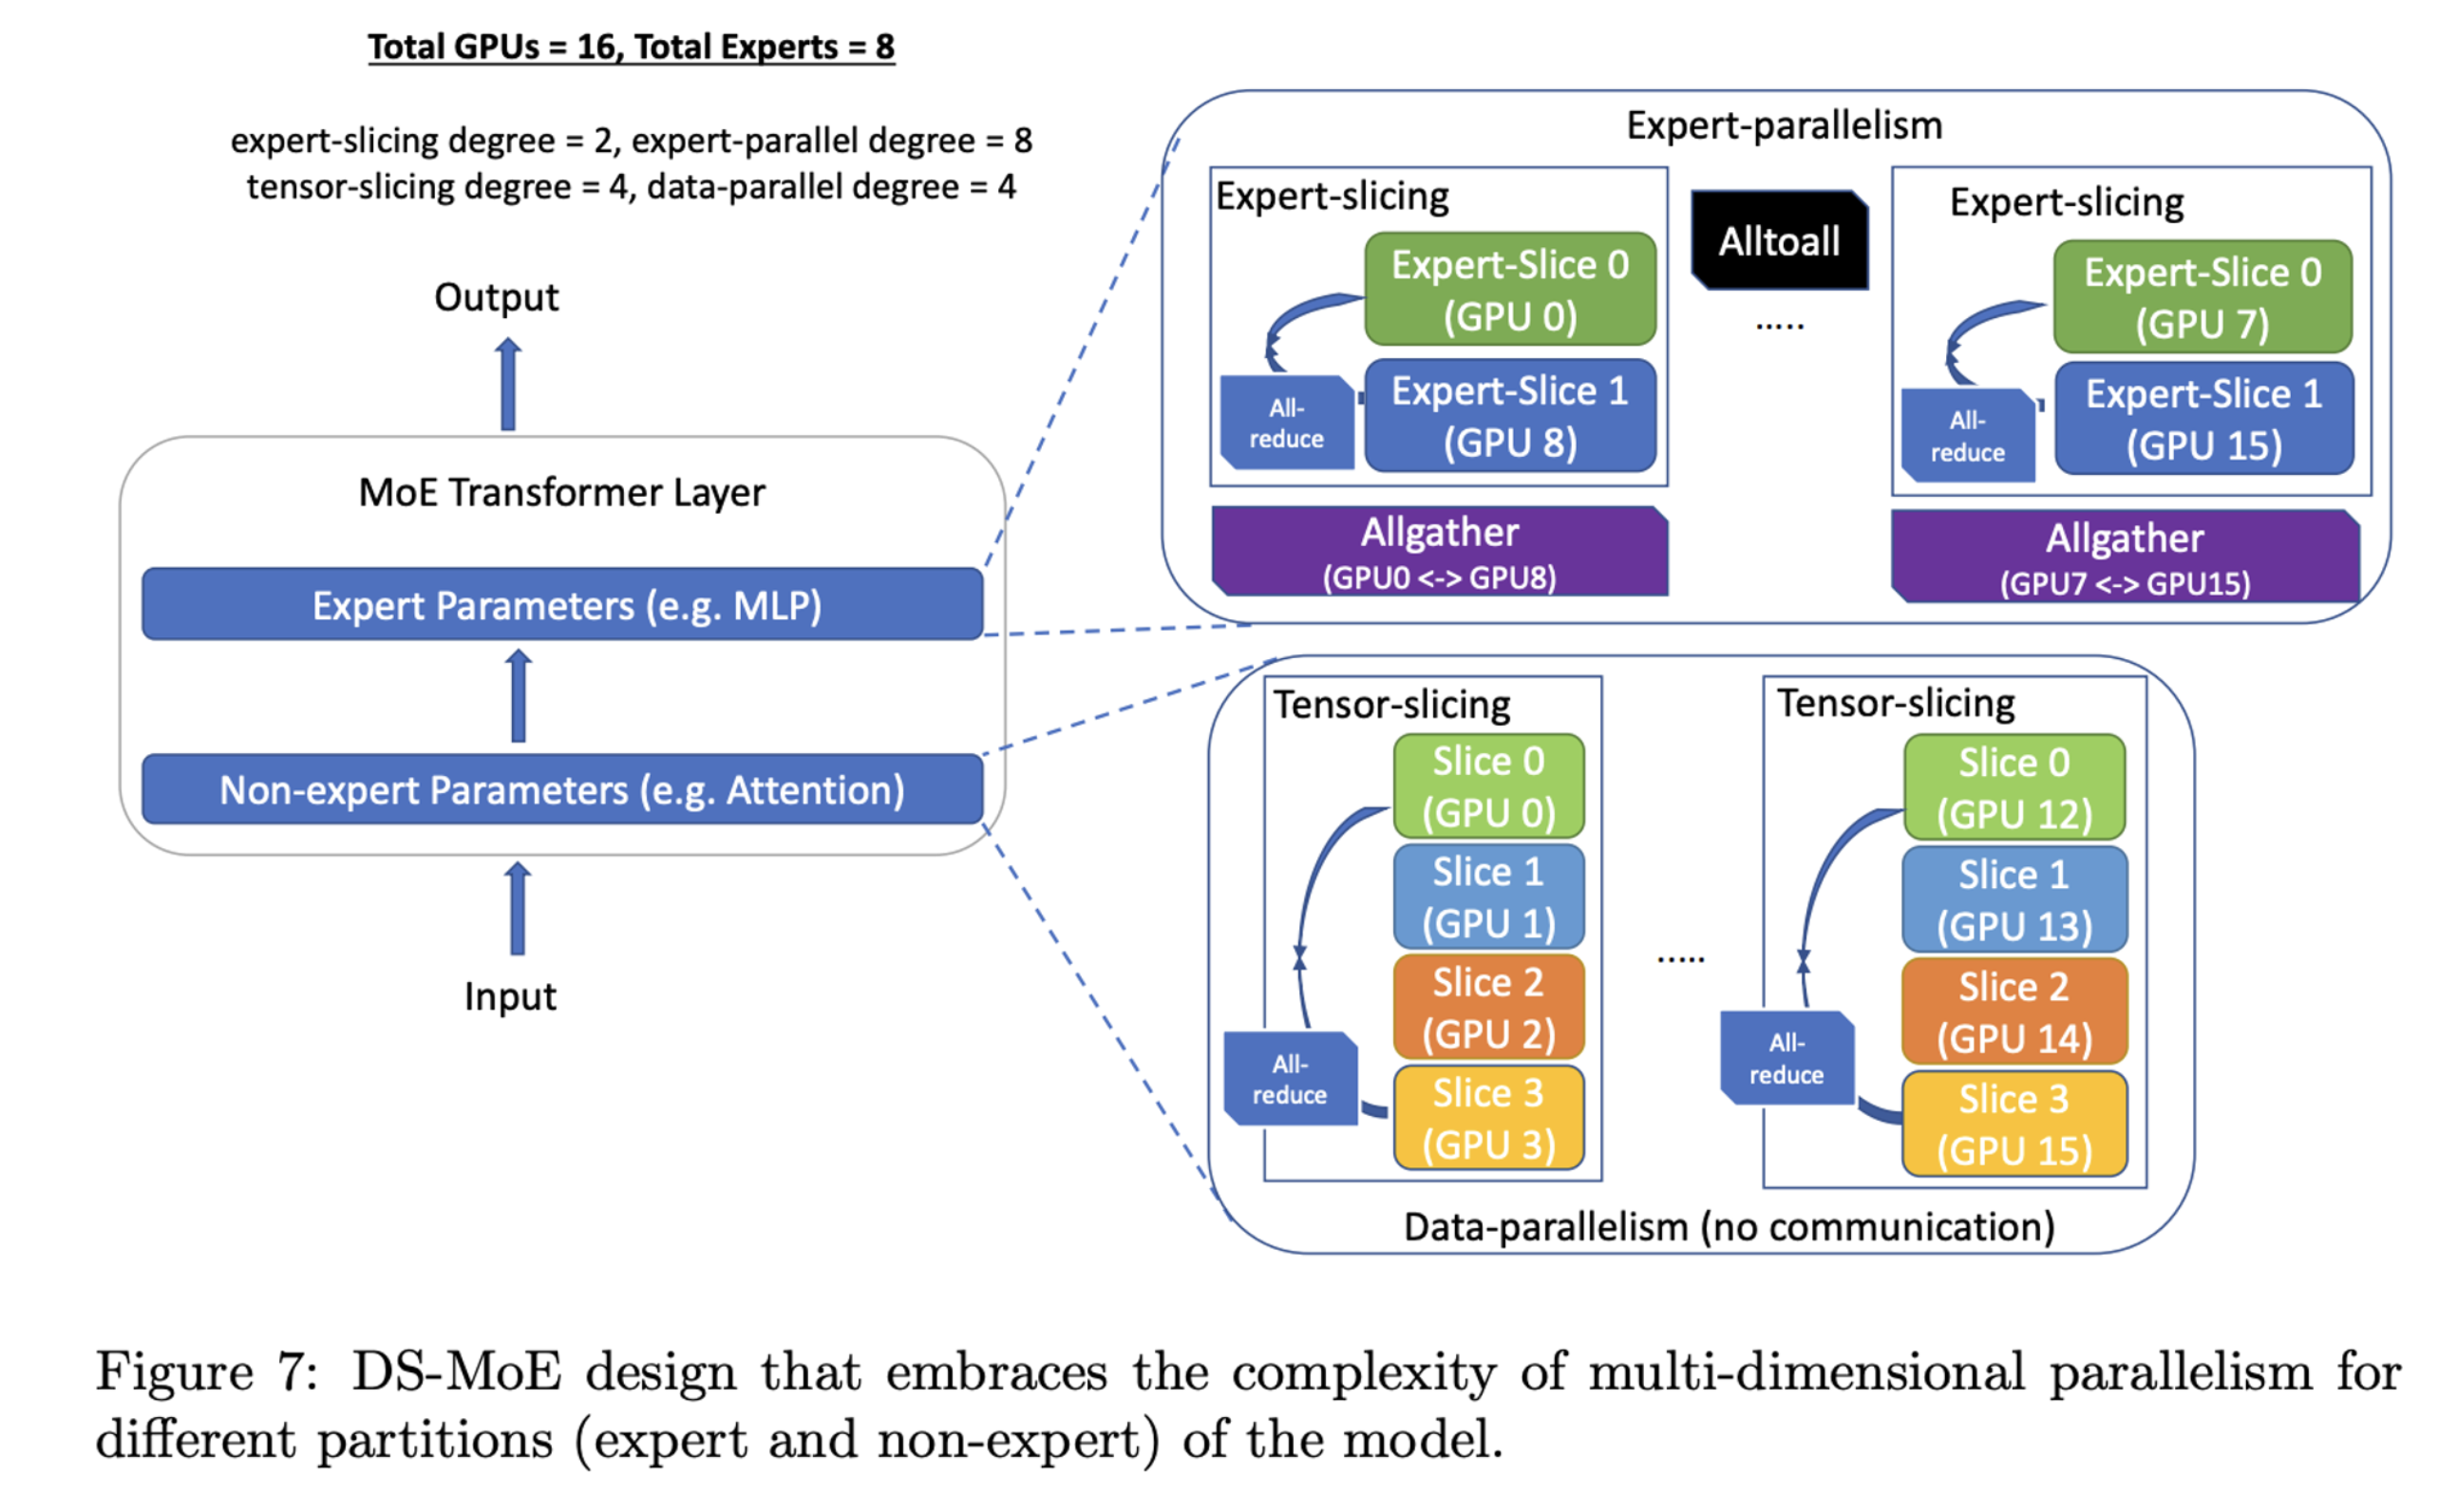 Total GPUs = 16, Total Experts = 8
expert-slicing degree = 2, expert-parallel degree = 8
tensor-slicing degree = 4, data-parallel degree = 4
Output
MoE Transformer Layer
Expert Parameters (e.g. MLP)
Non-expert Parameters (e.g. Attention)
Input
Expert-parallelism
Expert-slicing
Expert-Slice 0
(GPU 0)
Expert-Slice 1
(GPU 8)
All-
reduce
Allgather
(GPU0 <-> GPU8)
Alltoall
.....
Expert-slicing
Expert-Slice 0
(GPU 7)
Expert-Slice 1
(GPU 15)
All-
reduce
Allgather
(GPU7 <-> GPU15)
Tensor-slicing
Slice 0
(GPU 0)
Slice 1
(GPU 1)
Slice 2
(GPU 2)
Slice 3
(GPU 3)
All-
reduce
.....
Tensor-slicing
Slice 0
(GPU 12)
Slice 1
(GPU 13)
Slice 2
(GPU 14)
Slice 3
(GPU 15)
All-
reduce
Data-parallelism (no communication)
Figure 7: DS-MoE design that embraces the complexity of multi-dimensional parallelism for
different partitions (expert and non-expert) of the model.